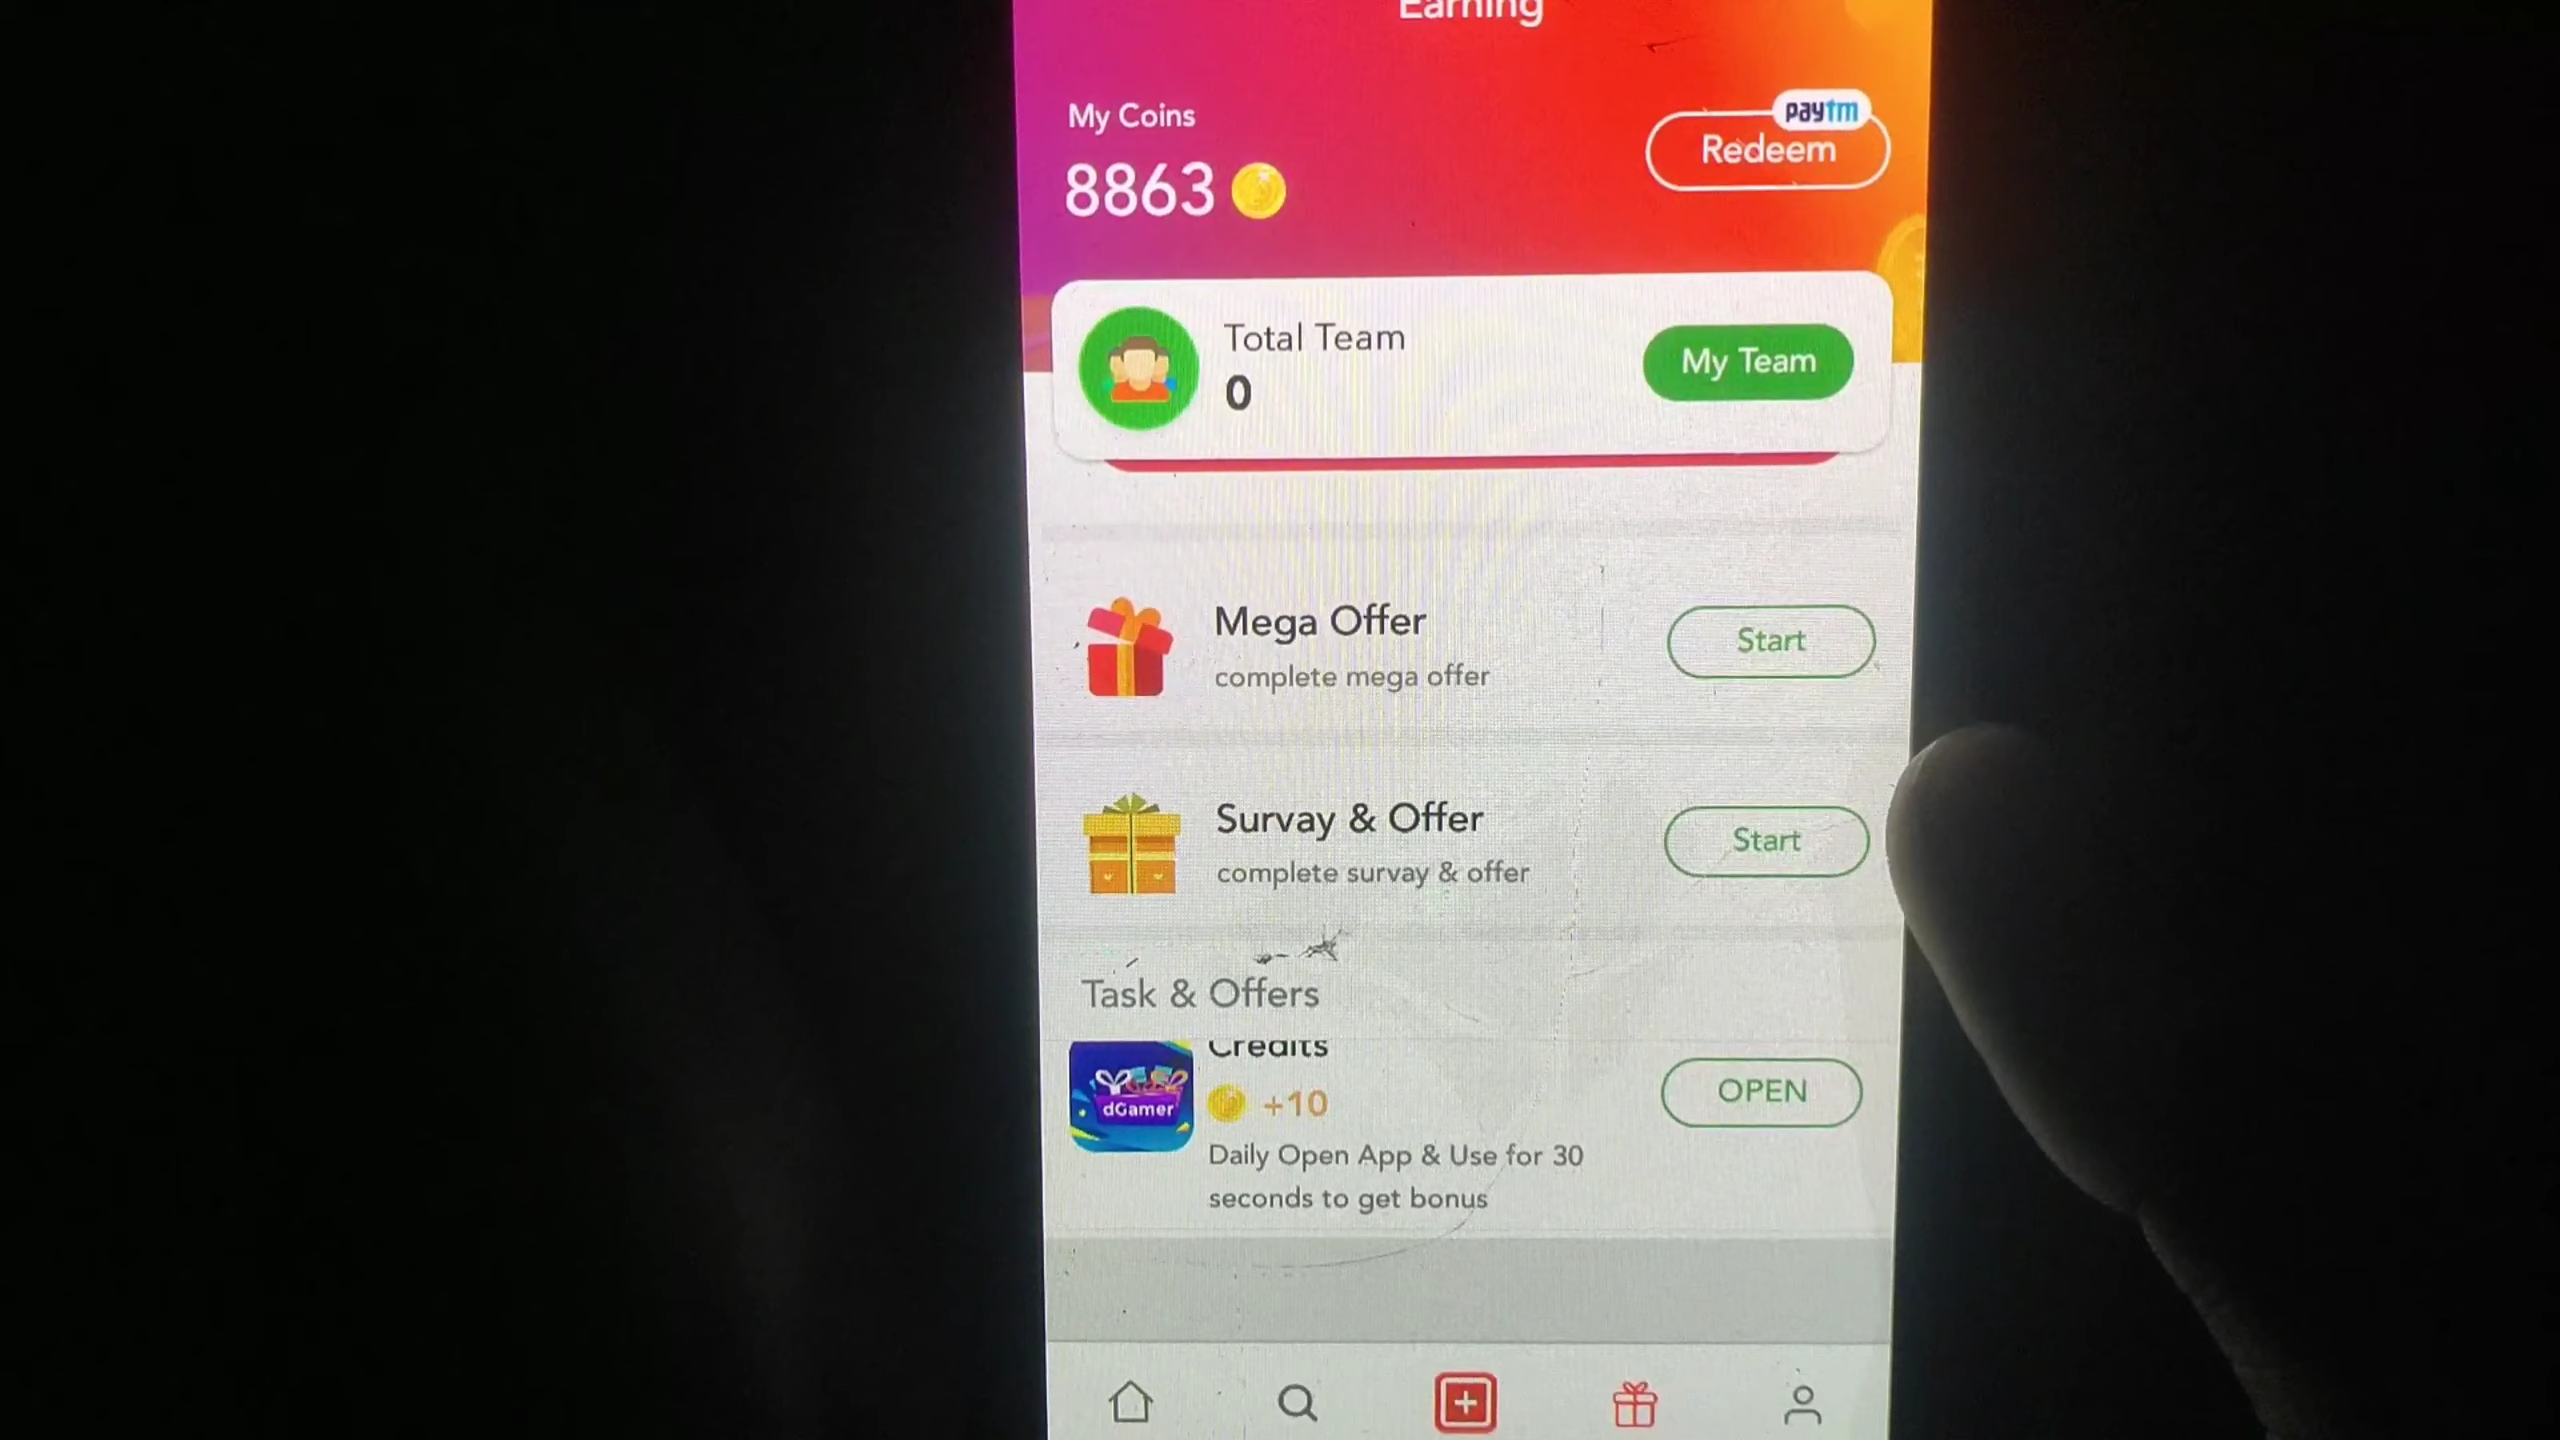 Earning
My Coins
paytm
8863
Redeem
Total Team
0
My Team
Mega Offer
complete mega offer
Start
Survay & Offer
complete survay & offer
Start
Task & Offers
Credits
dGamer
+10
OPEN
Daily Open App & Use for 30
seconds to get bonus